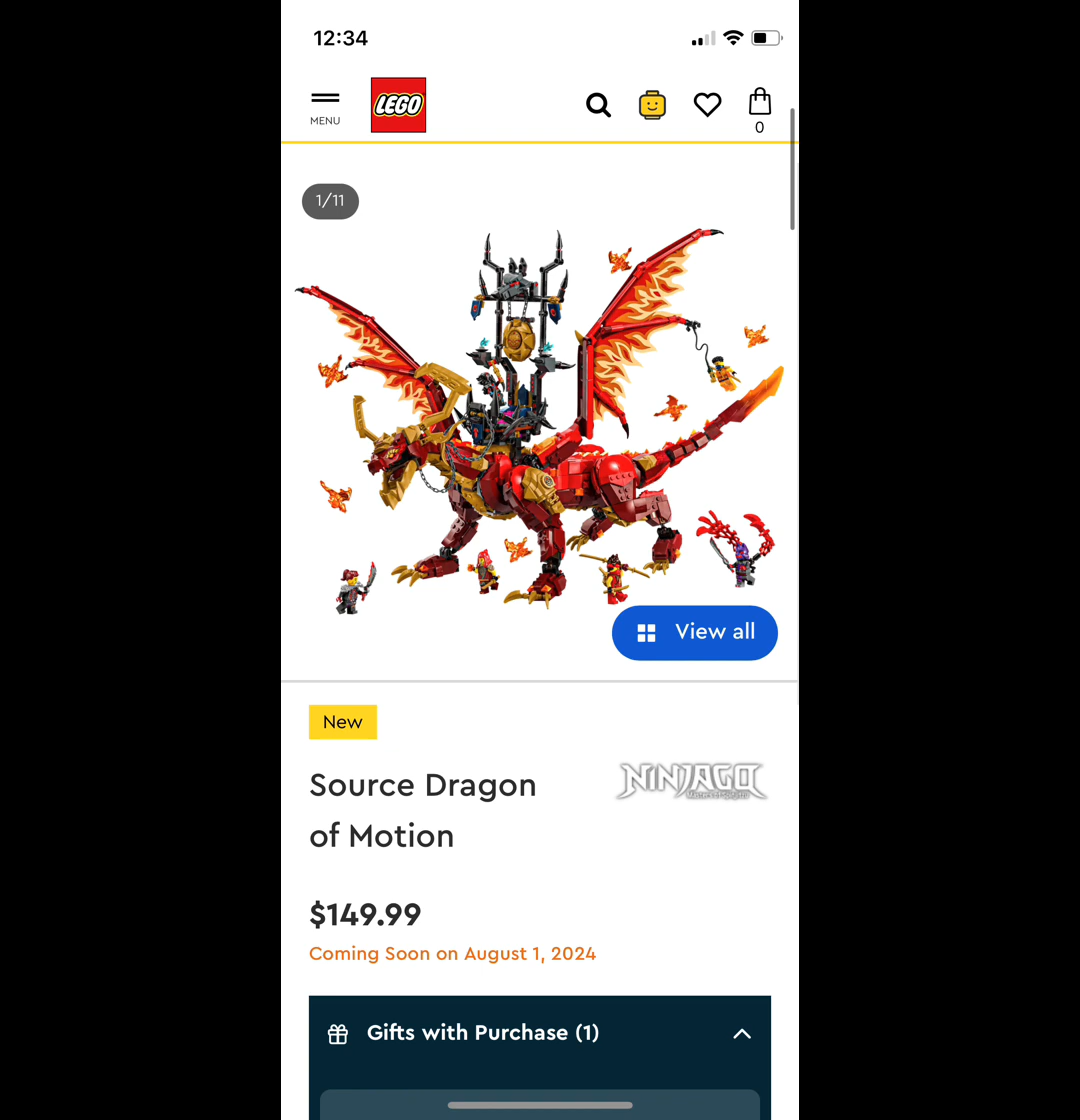 12:34
MENU
LEGO
0
1/11
View all
New
Source Dragon
of Motion
NINJAGO
$149.99
Coming Soon on August 1, 2024
Gifts with Purchase (1)